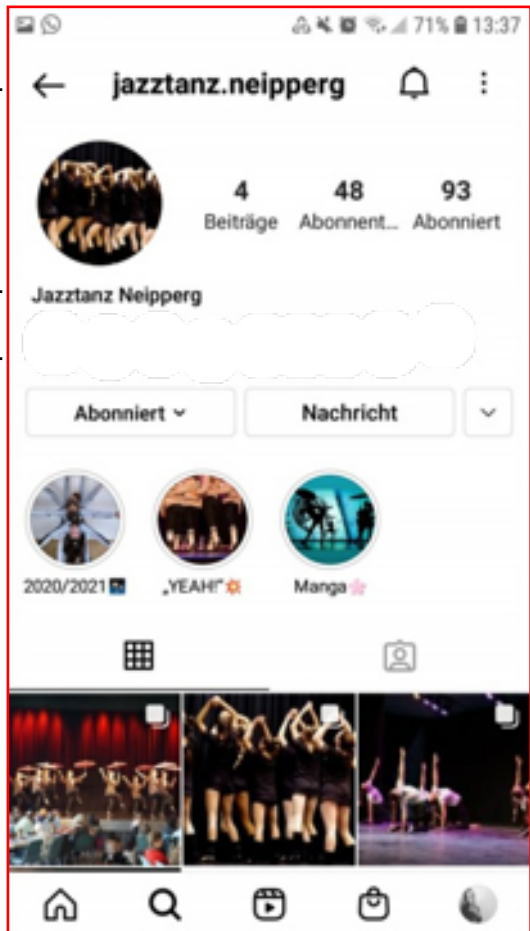 71% 13:37
jazztanz.neipperg
4 48 93
Beiträge Abonnent... Abonniert
Jazztanz Neipperg
Abonniert Nachricht
2020/2021 „YEAH!“ Manga